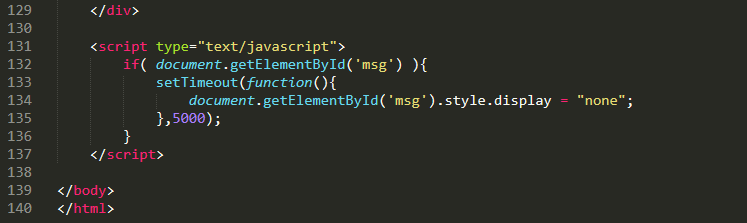 129 </div>
130
131 <script type="text/javascript">
132 if( document.getElementById('msg') ){
133 setTimeout(function(){
134 document.getElementById('msg').style.display = "none";
135 },5000);
136 }
137 </script>
138
139 </body>
140 </html>